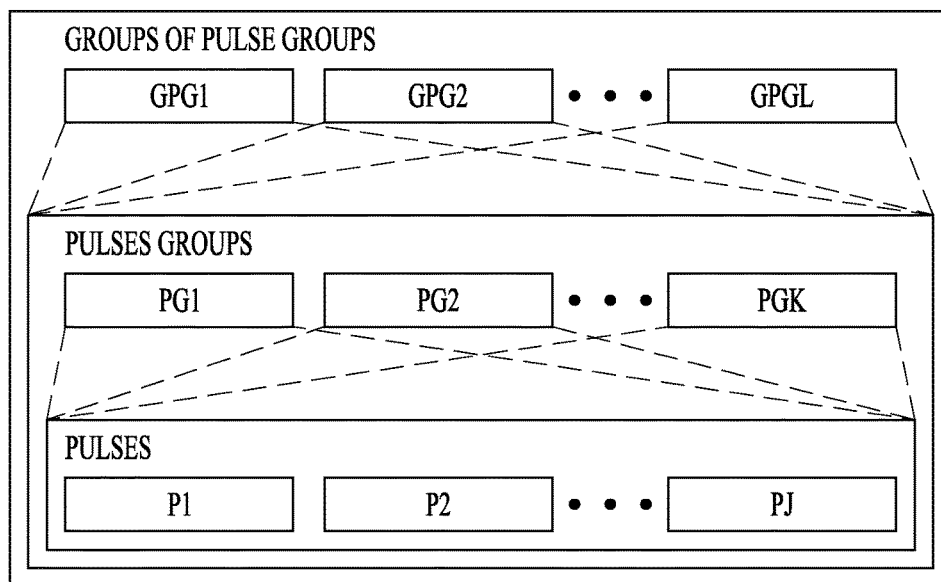 GROUPS OF PULSE GROUPS
GPG1 GPG2 • • • GPGL
PULSES GROUPS
PG1 PG2 • • • PGK
PULSES
P1 P2 • • • PJ